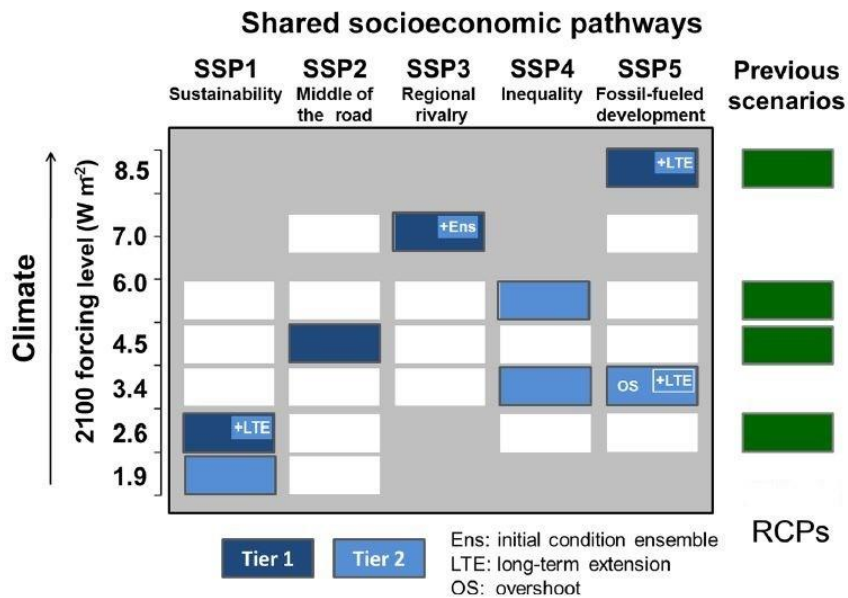 Shared socioeconomic pathways
SSP1
Sustainability
SSP2
Middle of
the road
SSP3
Regional
rivalry
SSP4
Inequality
SSP5
Fossil-fueled
development
Previous
scenarios
Climate
2100 forcing level (W m-2)
8.5
7.0
6.0
4.5
3.4
2.6
1.9
+LTE
+Ens
OS
+LTE
+LTE
RCPs
Tier 1
Tier 2
Ens: initial condition ensemble
LTE: long-term extension
OS: overshoot